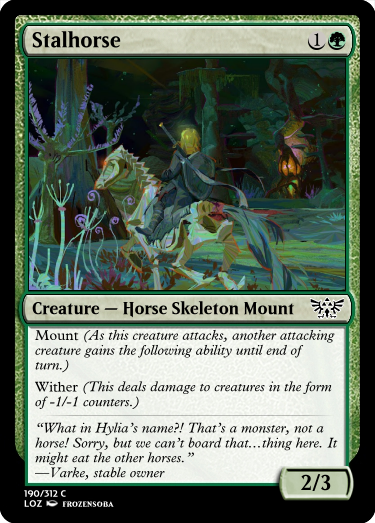 Stalhorse 1
Creature — Horse Skeleton Mount
Mount (As this creature attacks, another attacking
creature gains the following ability until end of
turn.)
Wither (This deals damage to creatures in the form
of -1/-1 counters.)
“What in Hylia’s name?! That’s a monster, not a
horse! Sorry, but we can’t board that…thing here. It
might eat the other horses.”
—Varke, stable owner
2/3
190/312 C
LOZ FROZENSOBA